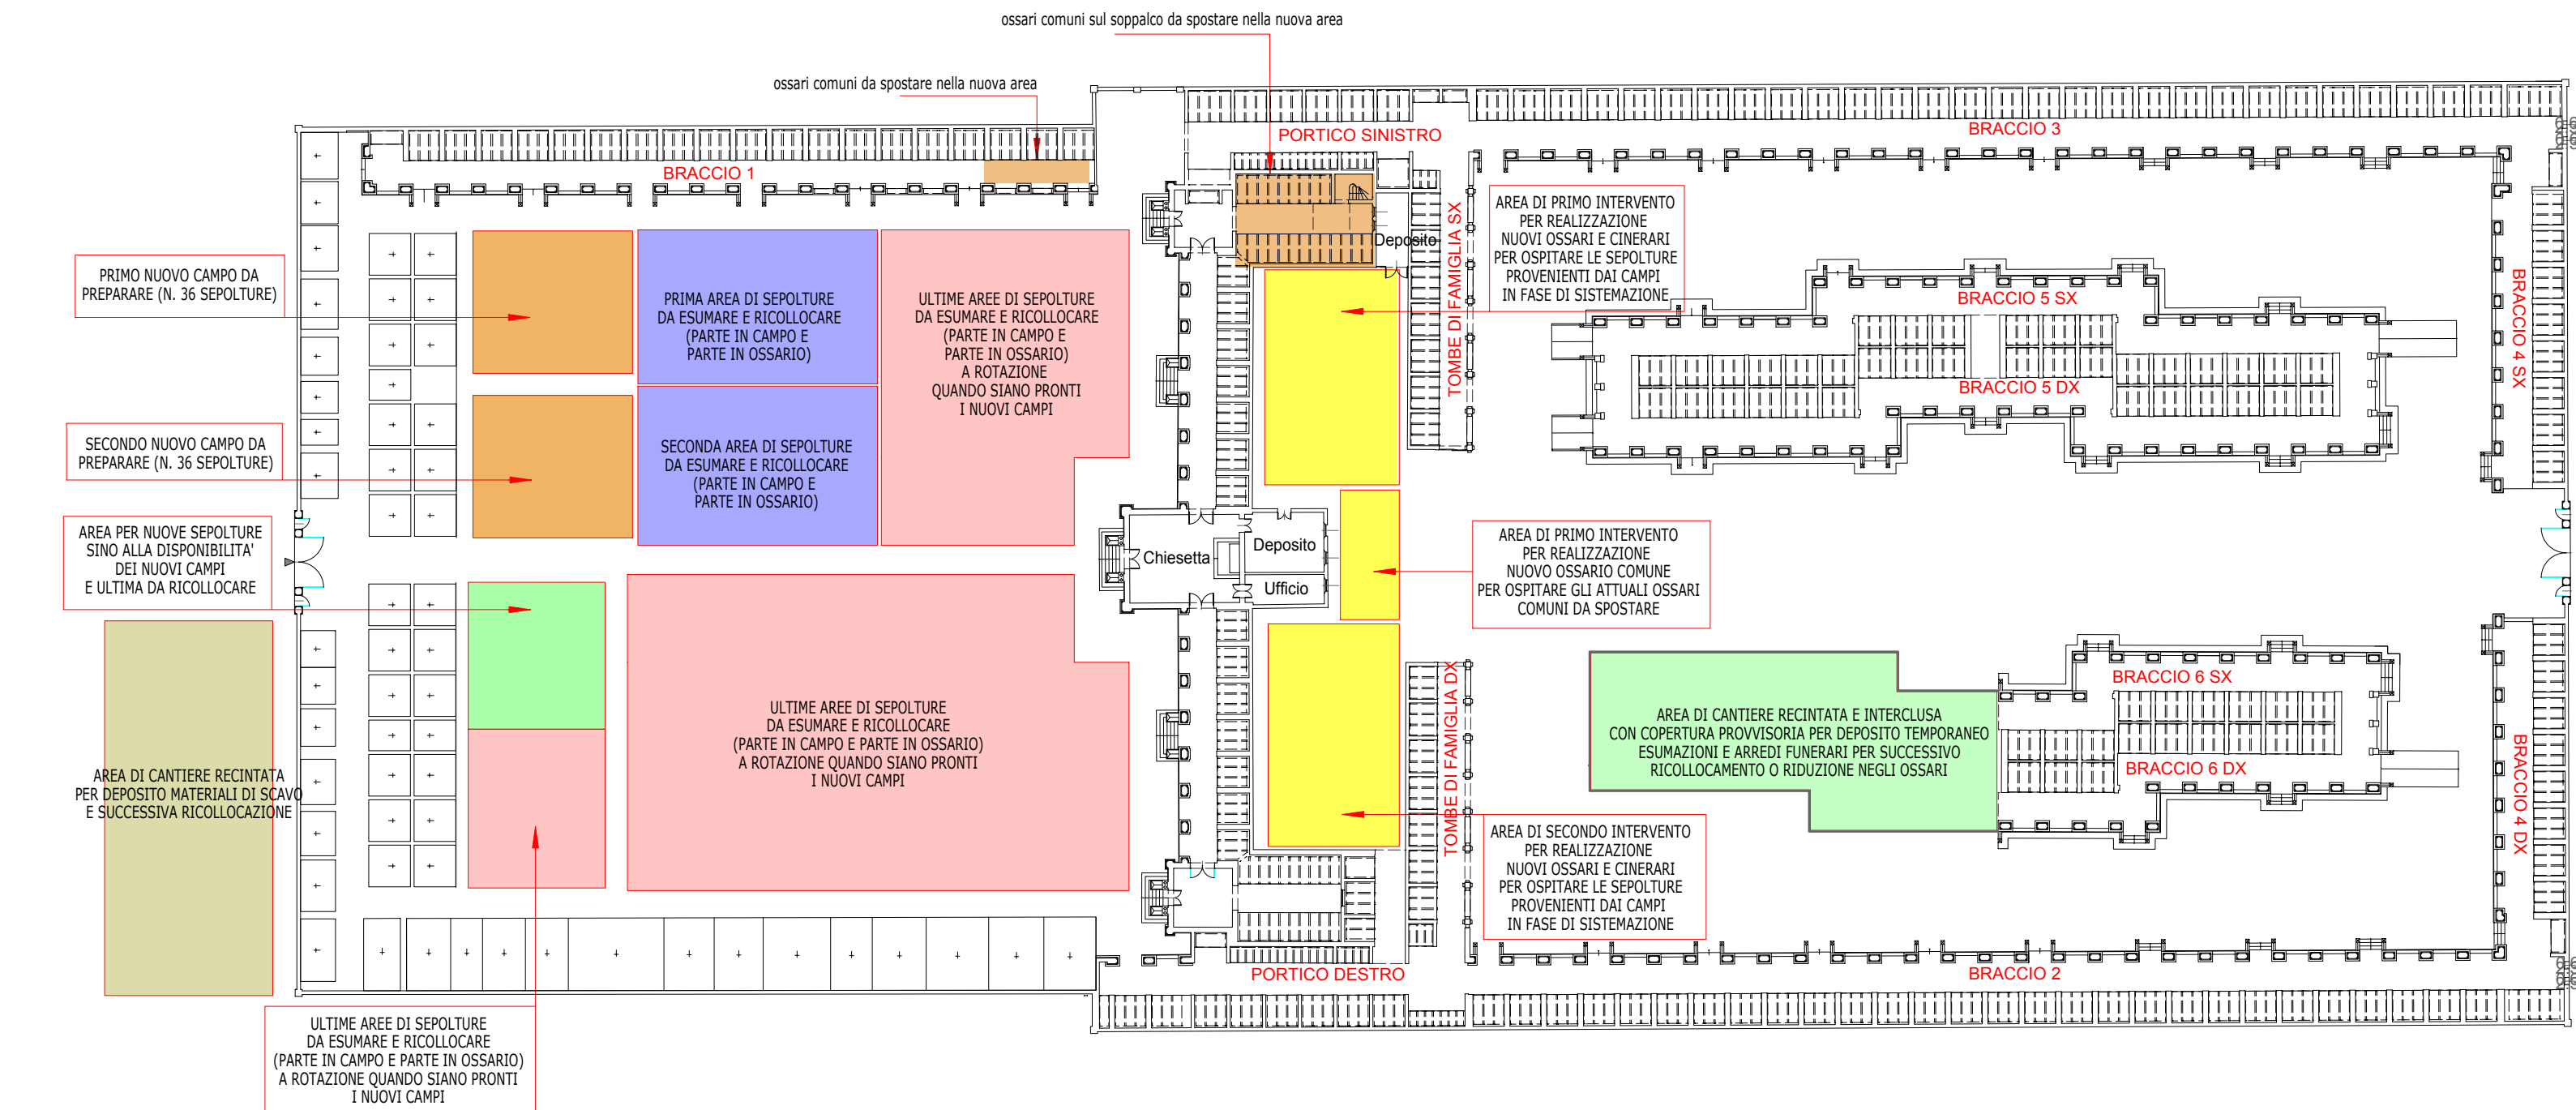 ossari comuni sul soppalco da spostare nella nuova area
ossari comuni da spostare nella nuova area
PORTICO SINISTRO
BRACCIO 3
BRACCIO 1
PRIMO NUOVO CAMPO DA
PREPARARE (N. 36 SEPOLTURE)
PRIMA AREA DI SEPOLTURE
DA ESUMARE E RICOLLOCARE
(PARTE IN CAMPO E
PARTE IN OSSARIO)
ULTIME AREE DI SEPOLTURE
DA ESUMARE E RICOLLOCARE
(PARTE IN CAMPO E
PARTE IN OSSARIO)
A ROTAZIONE
QUANDO SIANO PRONTI
I NUOVI CAMPI
Deposito
TOMBE DI FAMIGLIA SX
AREA DI PRIMO INTERVENTO
PER REALIZZAZIONE
NUOVI OSSARI E CINERARI
PER OSPITARE LE SEPOLTURE
PROVENIENTI DAI CAMPI
IN FASE DI SISTEMAZIONE
BRACCIO 5 SX
BRACCIO 5 DX
BRACCIO 4 SX
SECONDO NUOVO CAMPO DA
PREPARARE (N. 36 SEPOLTURE)
SECONDA AREA DI SEPOLTURE
DA ESUMARE E RICOLLOCARE
(PARTE IN CAMPO E
PARTE IN OSSARIO)
AREA PER NUOVE SEPOLTURE
SINO ALLA DISPONIBILITA'
DEI NUOVI CAMPI
E ULTIMA DA RICOLLOCARE
Chiesetta
Deposito
Ufficio
AREA DI PRIMO INTERVENTO
PER REALIZZAZIONE
NUOVO OSSARIO COMUNE
PER OSPITARE GLI ATTUALI OSSARI
COMUNI DA SPOSTARE
AREA DI CANTIERE RECINTATA
PER DEPOSITO MATERIALI DI SCAVO
E SUCCESSIVA RICOLLOCAZIONE
ULTIME AREE DI SEPOLTURE
DA ESUMARE E RICOLLOCARE
(PARTE IN CAMPO E PARTE IN OSSARIO)
A ROTAZIONE QUANDO SIANO PRONTI
I NUOVI CAMPI
TOMBE DI FAMIGLIA DX
AREA DI CANTIERE RECINTATA E INTERCLUSA
CON COPERTURA PROVVISORIA PER DEPOSITO TEMPORANEO
ESUMAZIONI E ARREDI FUNERARI PER SUCCESSIVO
RICOLLOCAMENTO O RIDUZIONE NEGLI OSSARI
BRACCIO 6 SX
BRACCIO 6 DX
BRACCIO 4 DX
AREA DI SECONDO INTERVENTO
PER REALIZZAZIONE
NUOVI OSSARI E CINERARI
PER OSPITARE LE SEPOLTURE
PROVENIENTI DAI CAMPI
IN FASE DI SISTEMAZIONE
PORTICO DESTRO
BRACCIO 2
ULTIME AREE DI SEPOLTURE
DA ESUMARE E RICOLLOCARE
(PARTE IN CAMPO E PARTE IN OSSARIO)
A ROTAZIONE QUANDO SIANO PRONTI
I NUOVI CAMPI